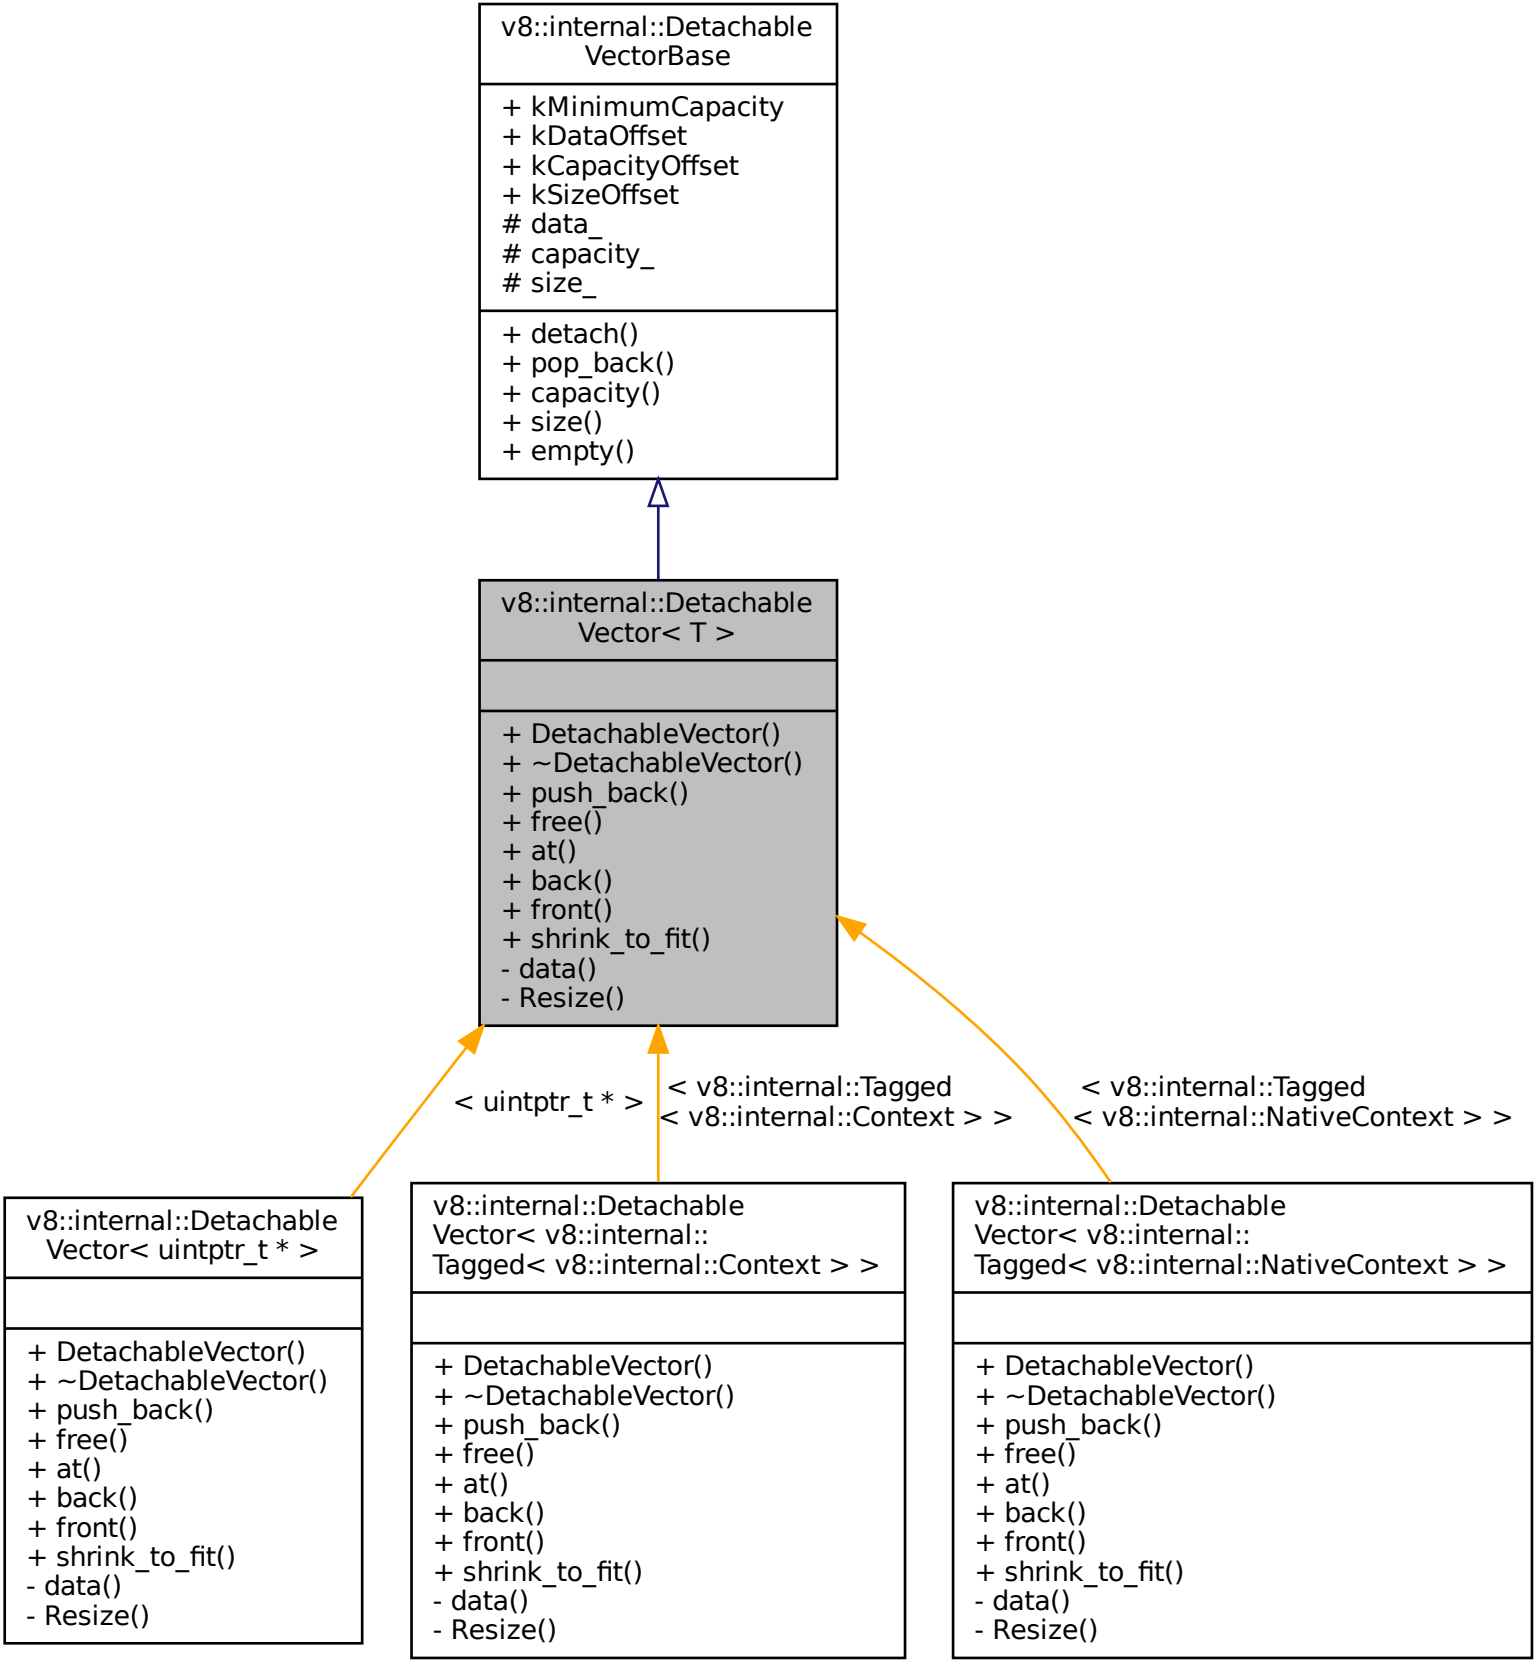 v8::internal::Detachable
VectorBase
+ kMinimumCapacity
+ kDataOffset
+ kCapacityOffset
+ kSizeOffset
# data_
# capacity_
# size_
+ detach()
+ pop_back()
+ capacity()
+ size()
+ empty()
v8::internal::Detachable
Vector< T >
+ DetachableVector()
+ ~DetachableVector()
+ push_back()
+ free()
+ at()
+ back()
+ front()
+ shrink_to_fit()
- data()
- Resize()
< uintptr_t * >
< v8::internal::Tagged
< v8::internal::Context > >
< v8::internal::Tagged
< v8::internal::NativeContext > >
v8::internal::Detachable
Vector< uintptr_t * >
+ DetachableVector()
+ ~DetachableVector()
+ push_back()
+ free()
+ at()
+ back()
+ front()
+ shrink_to_fit()
- data()
- Resize()
v8::internal::Detachable
Vector< v8::internal::
Tagged< v8::internal::Context > >
+ DetachableVector()
+ ~DetachableVector()
+ push_back()
+ free()
+ at()
+ back()
+ front()
+ shrink_to_fit()
- data()
- Resize()
v8::internal::Detachable
Vector< v8::internal::
Tagged< v8::internal::NativeContext > >
+ DetachableVector()
+ ~DetachableVector()
+ push_back()
+ free()
+ at()
+ back()
+ front()
+ shrink_to_fit()
- data()
- Resize()